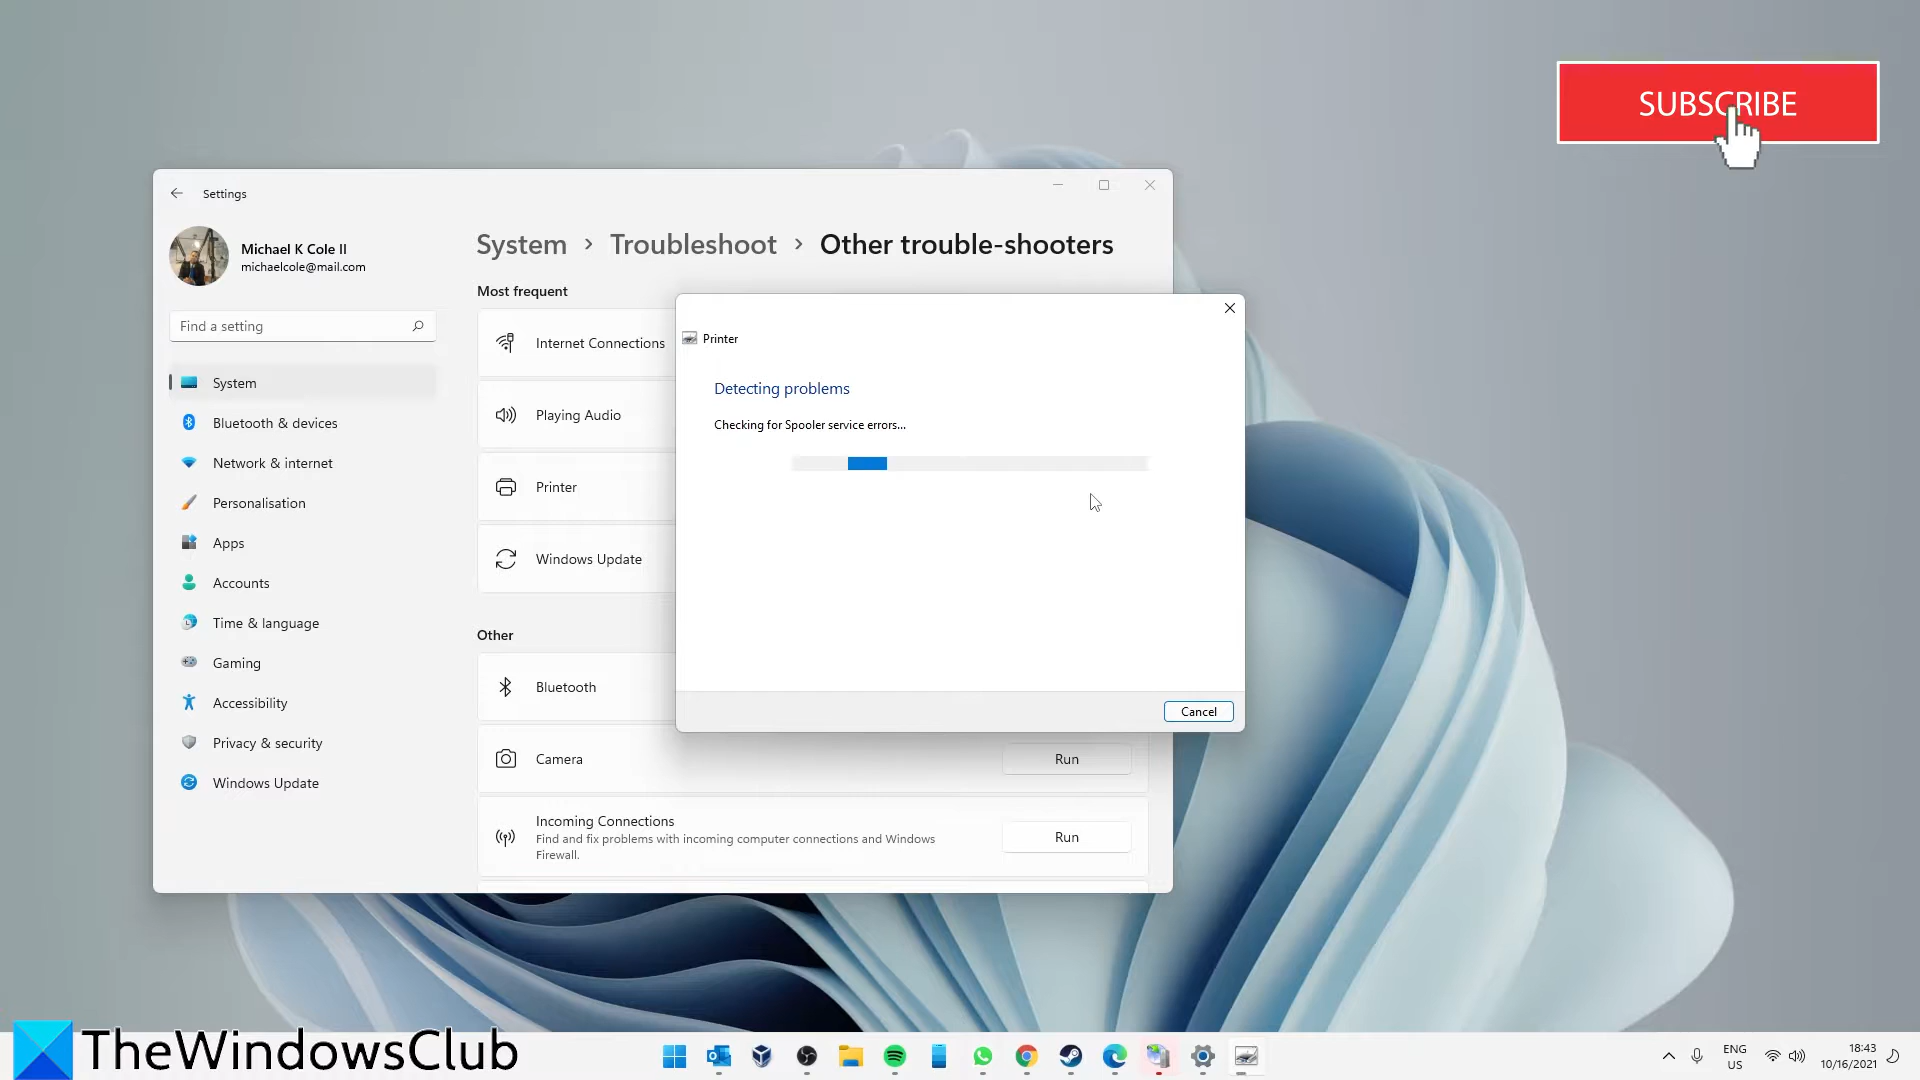 SUBSCRIBE
Settings
Michael K Cole II
michaelcole@mail.com
Find a setting
System
Bluetooth & devices
Network & internet
Personalisation
Apps
Accounts
Time & language
Gaming
Accessibility
Privacy & security
Windows Update
System > Troubleshoot > Other trouble-shooters
Most frequent
Internet Connections
Playing Audio
Printer
Windows Update
Other
Bluetooth
Camera
Run
Incoming Connections
Find and fix problems with incoming computer connections and Windows
Firewall.
Run
Printer
Detecting problems
Checking for Spooler service errors...
Cancel
TheWindowsClub
ENG
US
18:43
10/16/2021